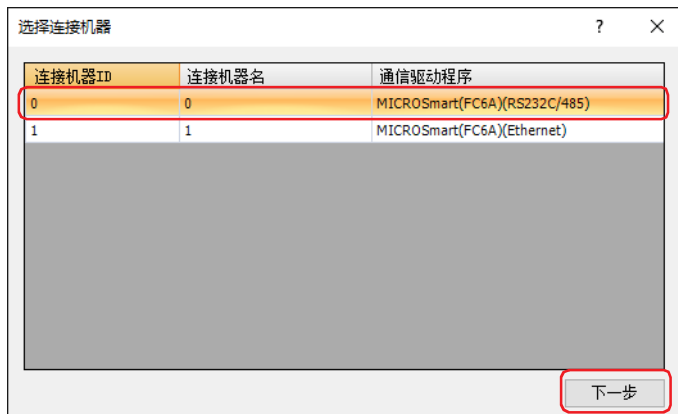 选择连接机器 ? ×
连接机器ID 连接机器名 通信驱动程序
0 0 MICROSmart(FC6A)(RS232C/485)
1 1 MICROSmart(FC6A)(Ethernet)
下一步